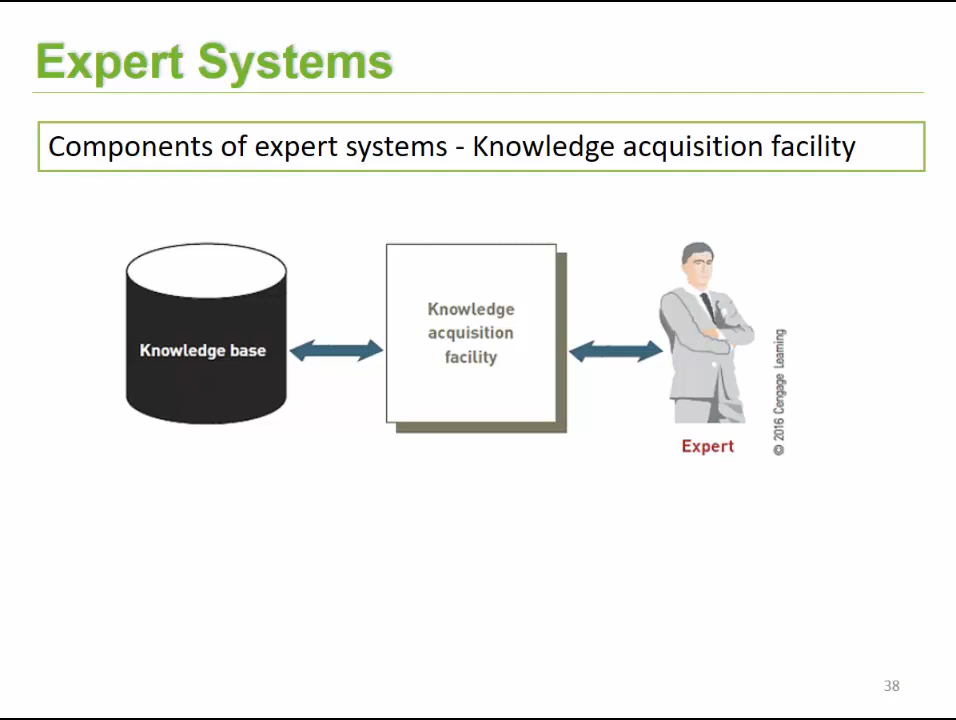 Expert Systems
Components of expert systems - Knowledge acquisition facility
Knowledge base
Knowledge
acquisition
facility
Expert
© 2016 Cengage Learning
38